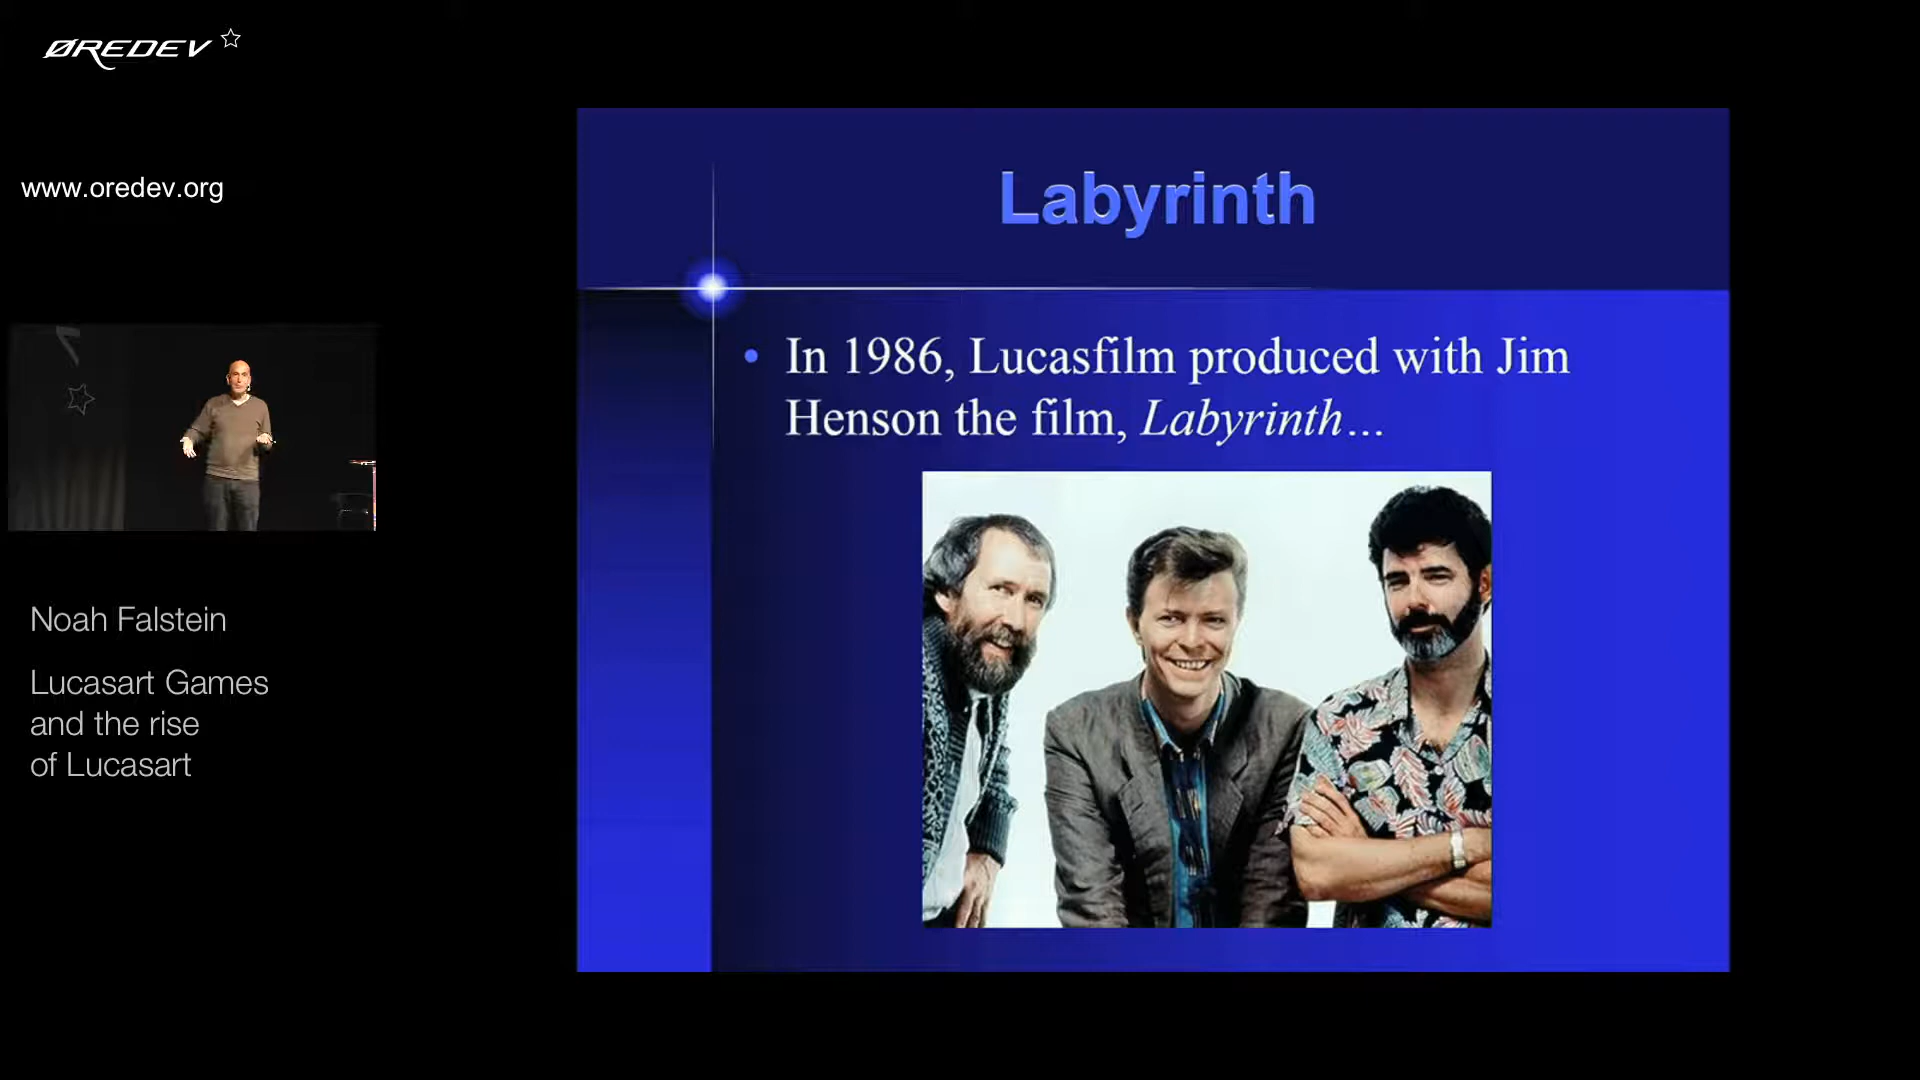 ØREDEV
www.oredev.org
Labyrinth
• In 1986, Lucasfilm produced with Jim
Henson the film, Labyrinth...
Noah Falstein
Lucasart Games
and the rise
of Lucasart